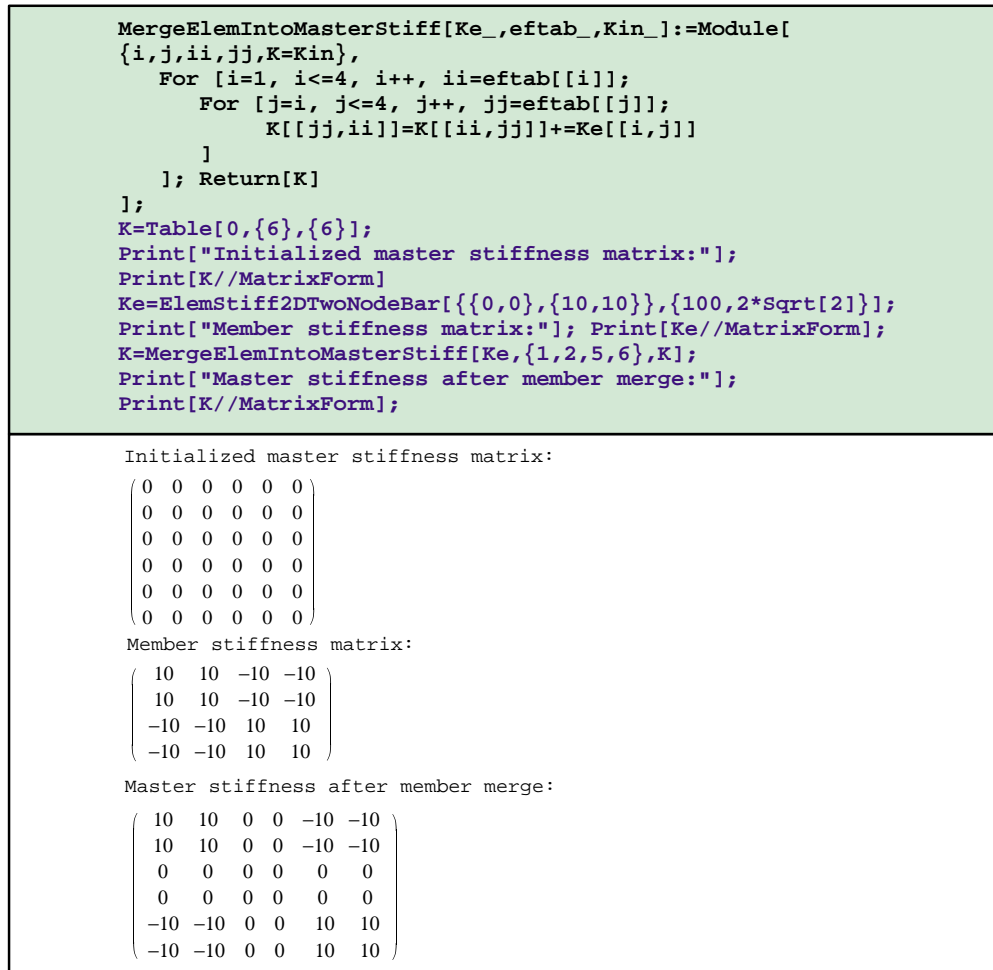 MergeElemIntoMasterStiff[Ke_,eftab_,Kin_]:=Module[
{i,j,ii,jj,K=Kin},
For [i=1, i<=4, i++, ii=eftab[[i]];
For [j=i, j<=4, j++, jj=eftab[[j]];
K[[jj,ii]]=K[[ii,jj]]+=Ke[[i,j]]
]
]; Return[K]
];
K=Table[0,{6},{6}];
Print["Initialized master stiffness matrix:"];
Print[K//MatrixForm]
Ke=ElemStiff2DTwoNodeBar[{{0,0},{10,10}},{100,2*Sqrt[2]}];
Print["Member stiffness matrix:"]; Print[Ke//MatrixForm];
K=MergeElemIntoMasterStiff[Ke,{1,2,5,6},K];
Print["Master stiffness after member merge:"];
Print[K//MatrixForm];
Initialized master stiffness matrix:
0 0 0 0 0 0
0 0 0 0 0 0
0 0 0 0 0 0
0 0 0 0 0 0
0 0 0 0 0 0
0 0 0 0 0 0
Member stiffness matrix:
10 10 −10 −10
10 10 −10 −10
−10 −10 10 10
−10 −10 10 10
Master stiffness after member merge:
10 10 0 0 −10 −10
10 10 0 0 −10 −10
0 0 0 0 0 0
0 0 0 0 0 0
−10 −10 0 0 10 10
−10 −10 0 0 10 10